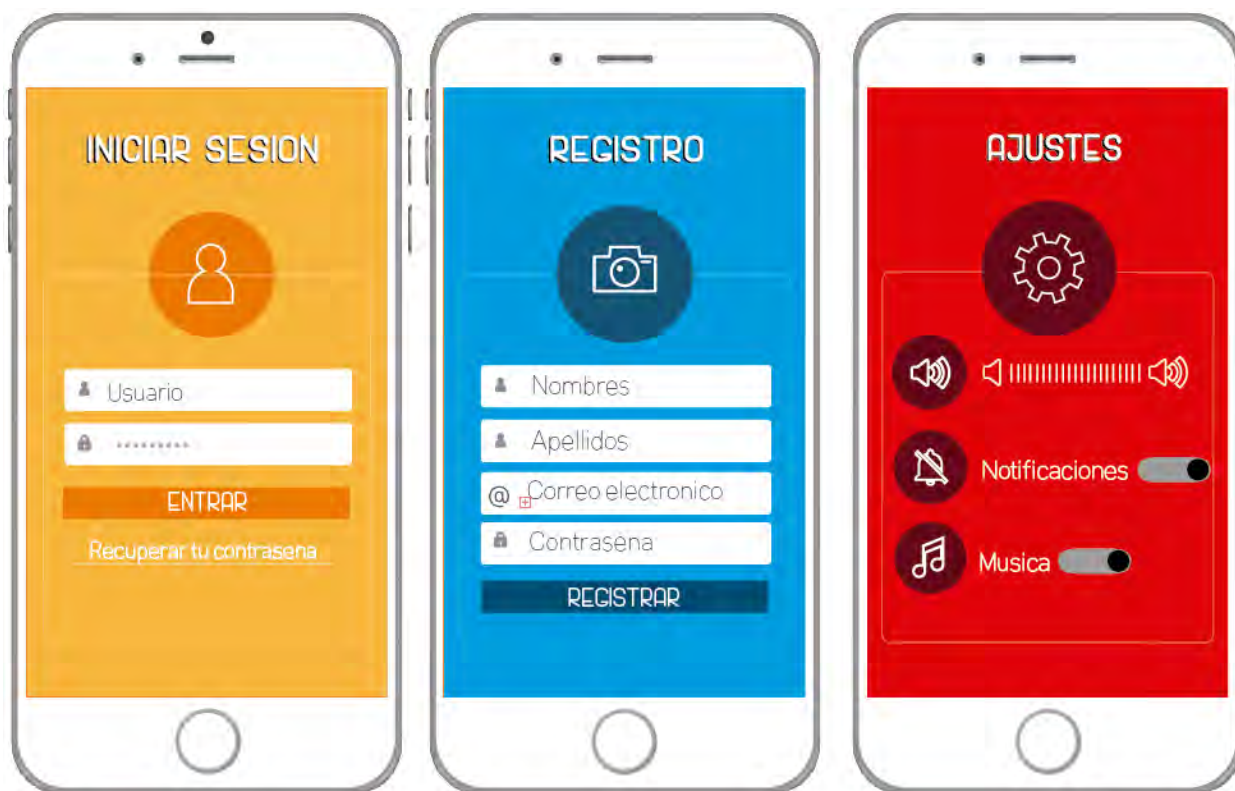 INICIAR SESION
Usuario
*********
ENTRAR
Recuperar tu contrasena
REGISTRO
Nombres
Apellidos
@ Correo electronico
Contrasena
REGISTRAR
AJUSTES
Notificaciones
Musica